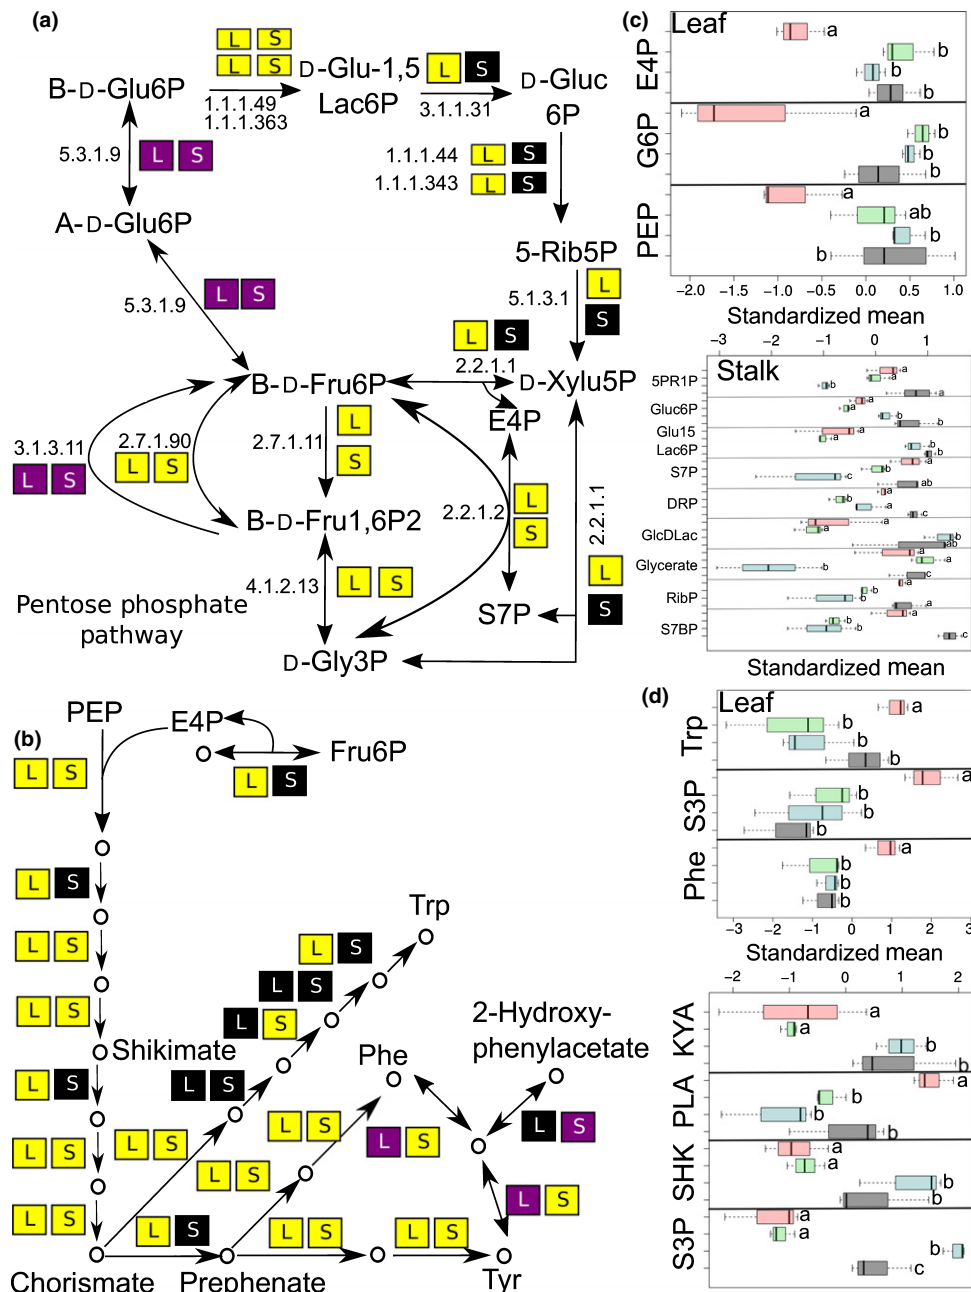 (a)
B-D-Glu6P
L S
L S
1.1.1.49
1.1.1.363
D-Glu-1,5
Lac6P
L S
3.1.1.31
D-Gluc
6P
5.3.1.9
L S
1.1.1.44
L S
1.1.1.343
L S
A-D-Glu6P
5-Rib5P
5.3.1.9
L S
5.1.3.1
L
S
L S
2.2.1.1
B-D-Fru6P
D-Xylu5P
E4P
3.1.3.11
L S
2.7.1.90
L S
2.7.1.11
L
S
2.2.1.2
L
S
2.2.1.1
L
S
B-D-Fru1,6P2
4.1.2.13
L S
Pentose phosphate
pathway
S7P
D-Gly3P
(b)
PEP
E4P
Fru6P
L S
L S
L S
L S
L S
Shikimate
L S
L S
L S
Chorismate
L S
L S
L S
L S
L S
Trp
L S
Prephenate
L S
L S
Phe
L S
L S
Tyr
L S
L S
2-Hydroxy-
phenylacetate
L S
(c)
Leaf
E4P
a
b
b
b
G6P
a
b
b
b
PEP
a
ab
b
b
-2.0 -1.5 -1.0 -0.5 0.0 0.5 1.0
Standardized mean
-3 -2 -1 0 1
Stalk
5PR1P
a
a
b
a
Gluc6P
a
a
b
b
Glu15
Lac6P
a
a
b
b
S7P
a
b
c
ab
DRP
a
b
a
c
GlcDLac
a
a
b
ab
Glycerate
a
a
b
c
RibP
a
b
b
a
S7BP
a
b
b
c
Standardized mean
(d)
Leaf
Trp
a
b
b
b
S3P
a
b
b
b
Phe
a
b
b
b
-3 -2 -1 0 1 2 3
Standardized mean
-2 -1 0 1 2
KYA
a
a
b
b
PLA
a
b
b
b
SHK
a
a
b
b
S3P
a
a
b
c